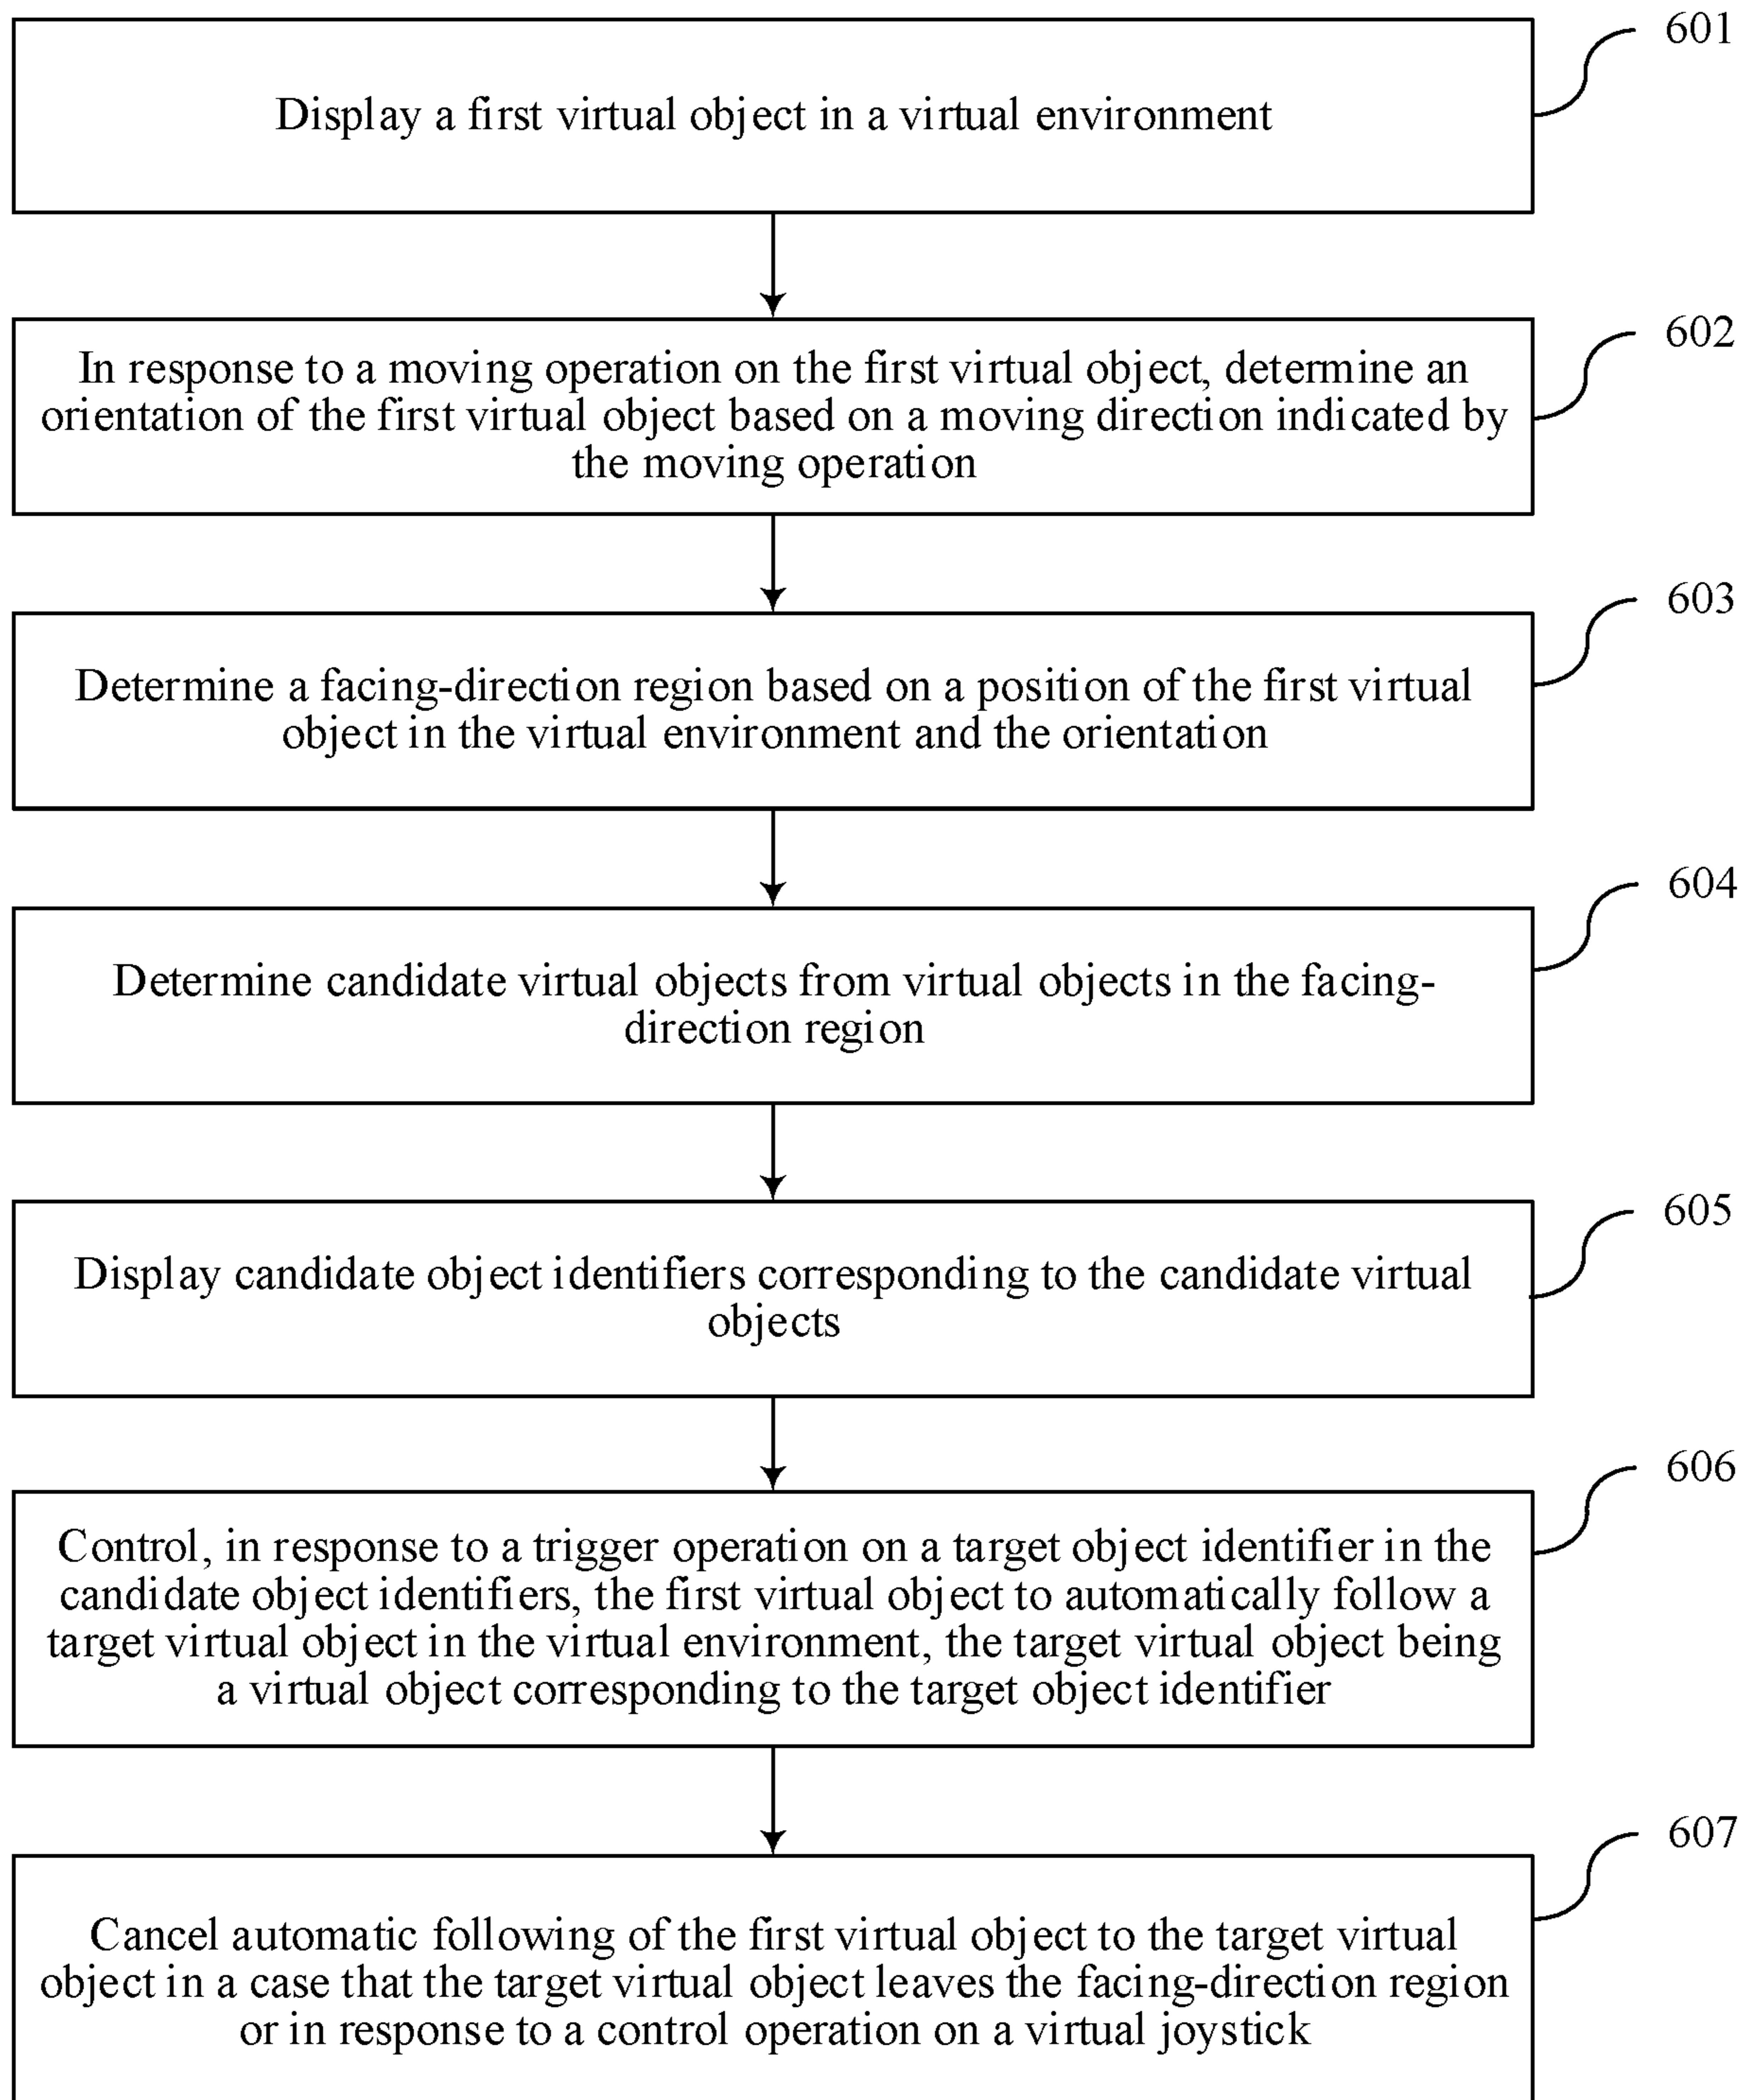 601
Display a first virtual object in a virtual environment
602
In response to a moving operation on the first virtual object, determine an
orientation of the first virtual object based on a moving direction indicated by
the moving operation
603
Determine a facing-direction region based on a position of the first virtual
object in the virtual environment and the orientation
604
Determine candidate virtual objects from virtual objects in the facing-
direction region
605
Display candidate object identifiers corresponding to the candidate virtual
objects
606
Control, in response to a trigger operation on a target object identifier in the
candidate object identifiers, the first virtual object to automatically follow a
target virtual object in the virtual environment, the target virtual object being
a virtual object corresponding to the target object identifier
607
Cancel automatic following of the first virtual object to the target virtual
object in a case that the target virtual object leaves the facing-direction region
or in response to a control operation on a virtual joystick